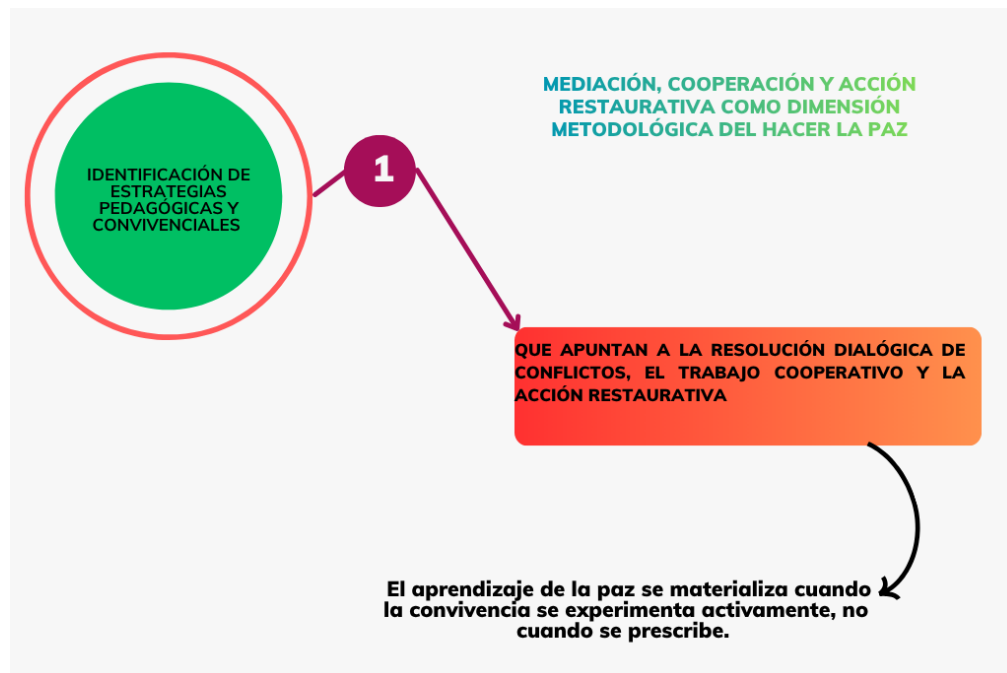 MEDIACIÓN, COOPERACIÓN Y ACCIÓN
RESTAURATIVA COMO DIMENSIÓN
METODOLÓGICA DEL HACER LA PAZ
IDENTIFICACIÓN DE
ESTRATEGIAS
PEDAGÓGICAS Y
CONVIVENCIALES
1
QUE APUNTAN A LA RESOLUCIÓN DIALÓGICA DE
CONFLICTOS, EL TRABAJO COOPERATIVO Y LA
ACCIÓN RESTAURATIVA
El aprendizaje de la paz se materializa cuando
la convivencia se experimenta activamente, no
cuando se prescribe.